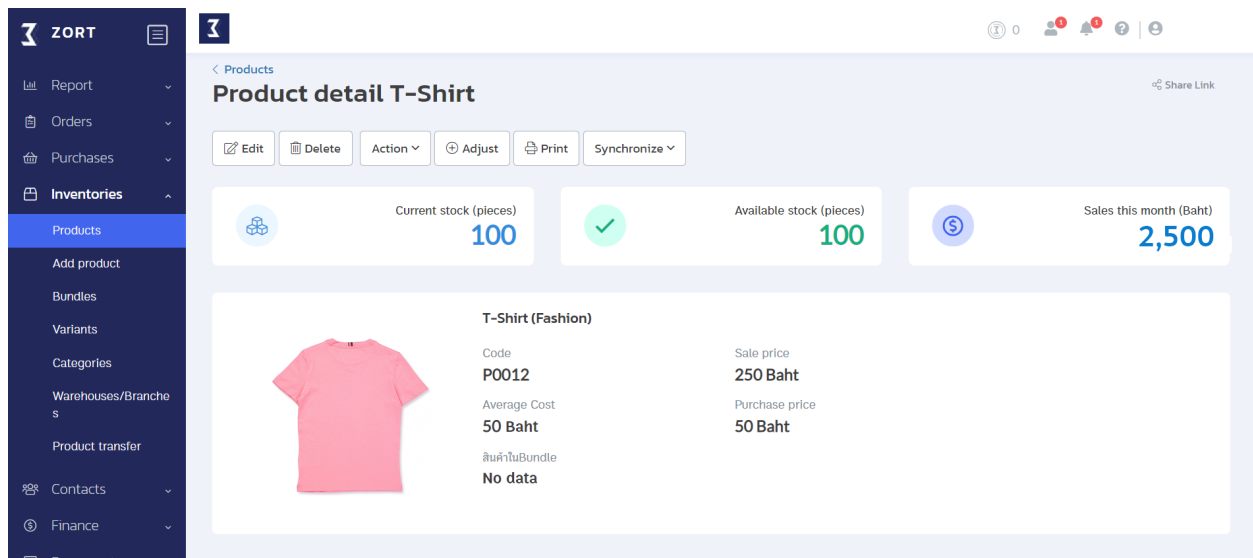 ZORT
0
1
1
Report
Orders
Purchases
Inventories
Products
Add product
Bundles
Variants
Categories
Warehouses/Branche
s
Product transfer
Contacts
Finance
Products
Product detail T-Shirt
Share Link
Edit
Delete
Action
Adjust
Print
Synchronize
Current stock (pieces)
100
Available stock (pieces)
100
Sales this month (Baht)
2,500
T-Shirt (Fashion)
Code
P0012
Sale price
250 Baht
Average Cost
50 Baht
Purchase price
50 Baht
สินค้าในBundle
No data